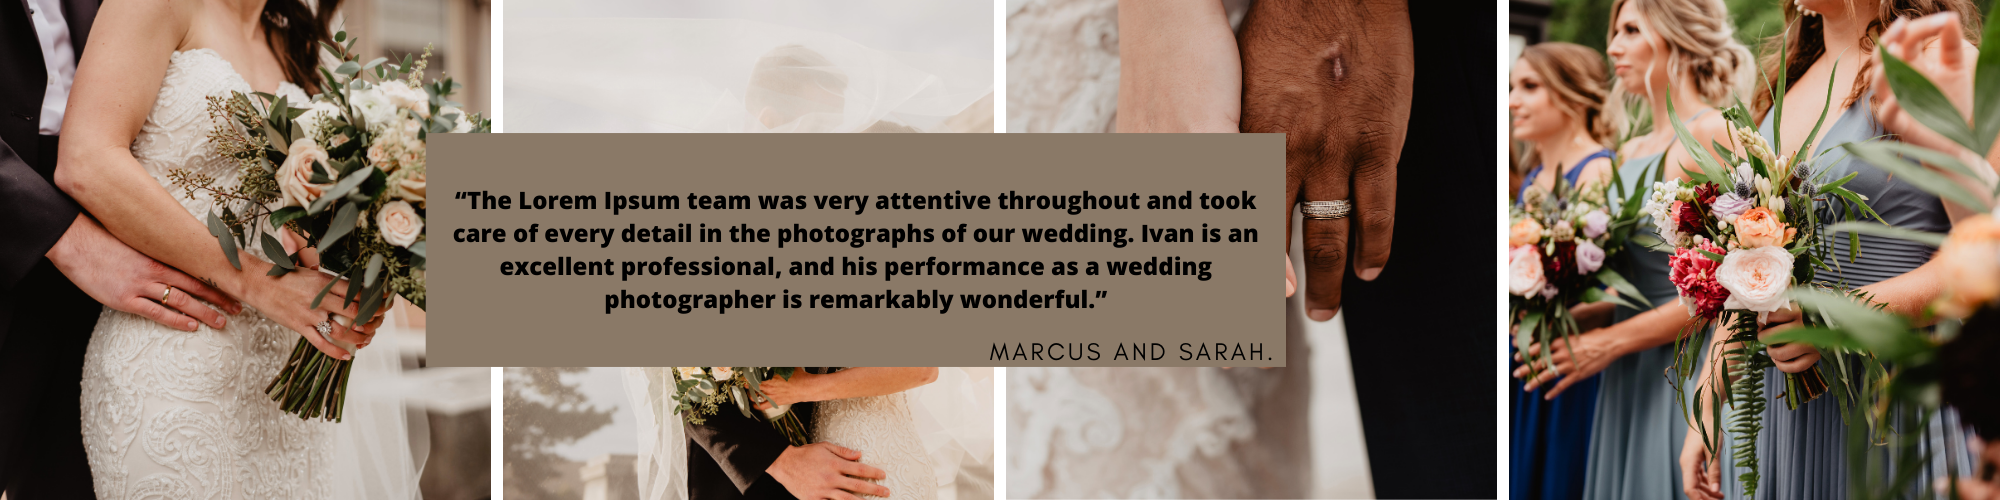 “The Lorem Ipsum team was very attentive throughout and took
care of every detail in the photographs of our wedding. Ivan is an
excellent professional, and his performance as a wedding
photographer is remarkably wonderful.”
MARCUS AND SARAH.